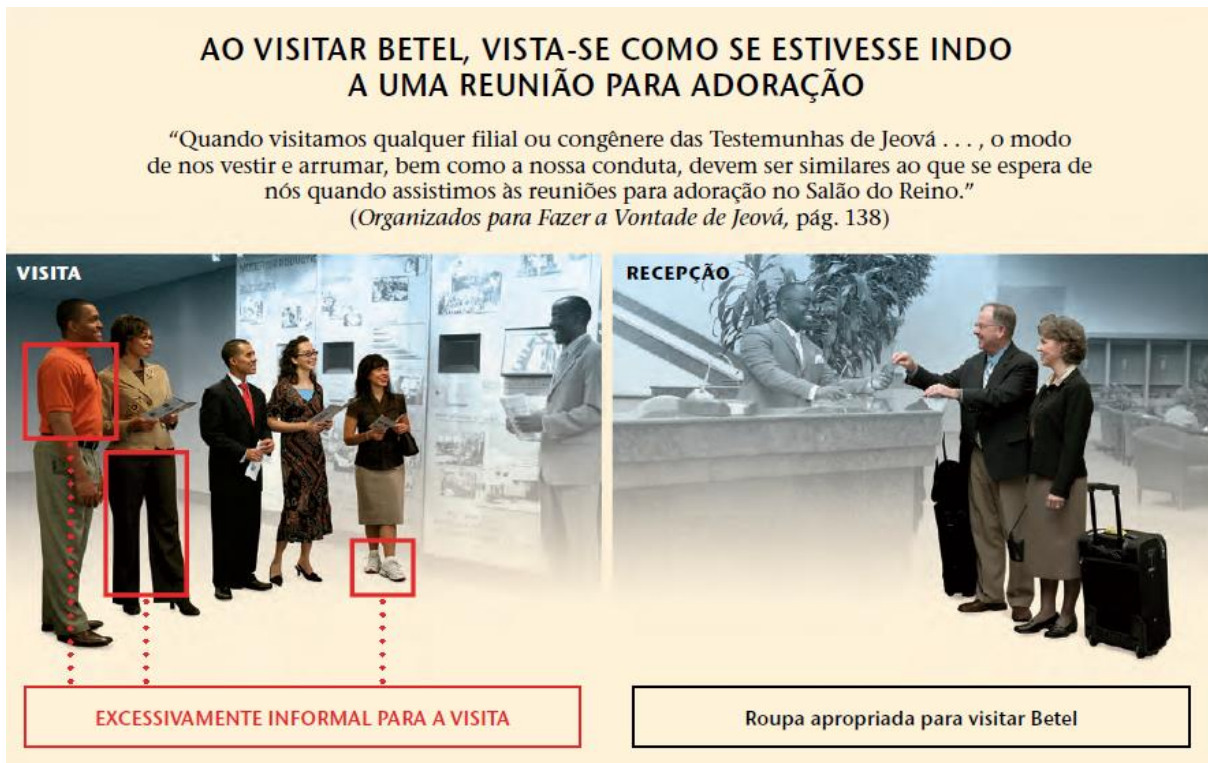 AO VISITAR BETEL, VISTA-SE COMO SE ESTIVESSE INDO
A UMA REUNIÃO PARA ADORAÇÃO
“Quando visitamos qualquer filial ou congênere das Testemunhas de Jeová . . . , o modo
de nos vestir e arrumar, bem como a nossa conduta, devem ser similares ao que se espera de
nós quando assistimos às reuniões para adoração no Salão do Reino.”
(Organizados para Fazer a Vontade de Jeová, pág. 138)
VISITA
RECEPÇÃO
EXCESSIVAMENTE INFORMAL PARA A VISITA
Roupa apropriada para visitar Betel